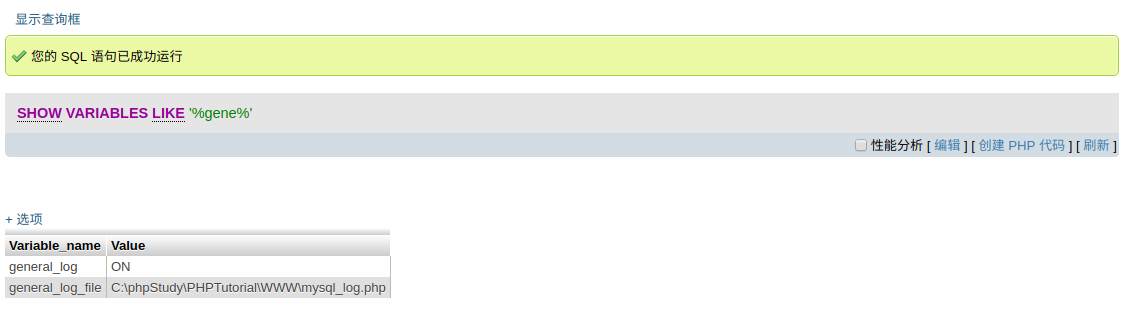 显示查询框
您的 SQL 语句已成功运行
SHOW VARIABLES LIKE '%gene%'
性能分析 [ 编辑 ] [ 创建 PHP 代码 ] [ 刷新 ]
+ 选项
Variable_name Value
general_log ON
general_log_file C:\phpStudy\PHPTutorial\WWW\mysql_log.php